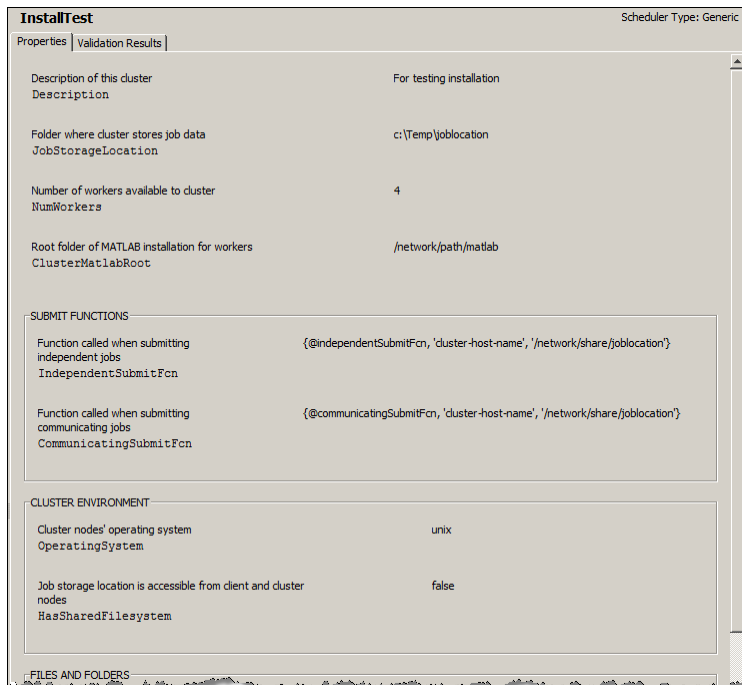 InstallTest
Scheduler Type: Generic
Properties
Validation Results
Description of this cluster
For testing installation
Description
Folder where cluster stores job data
c:\Temp\joblocation
JobStorageLocation
Number of workers available to cluster
4
NumWorkers
Root folder of MATLAB installation for workers
/network/path/matlab
ClusterMatlabRoot
SUBMIT FUNCTIONS
Function called when submitting
{@independentSubmitFcn, 'cluster-host-name', '/network/share/joblocation'}
independent jobs
IndependentSubmitFcn
Function called when submitting
{@communicatingSubmitFcn, 'cluster-host-name', '/network/share/joblocation'}
communicating jobs
CommunicatingSubmitFcn
CLUSTER ENVIRONMENT
Cluster nodes' operating system
unix
OperatingSystem
Job storage location is accessible from client and cluster
false
nodes
HasSharedFilesystem
FILES AND FOLDERS